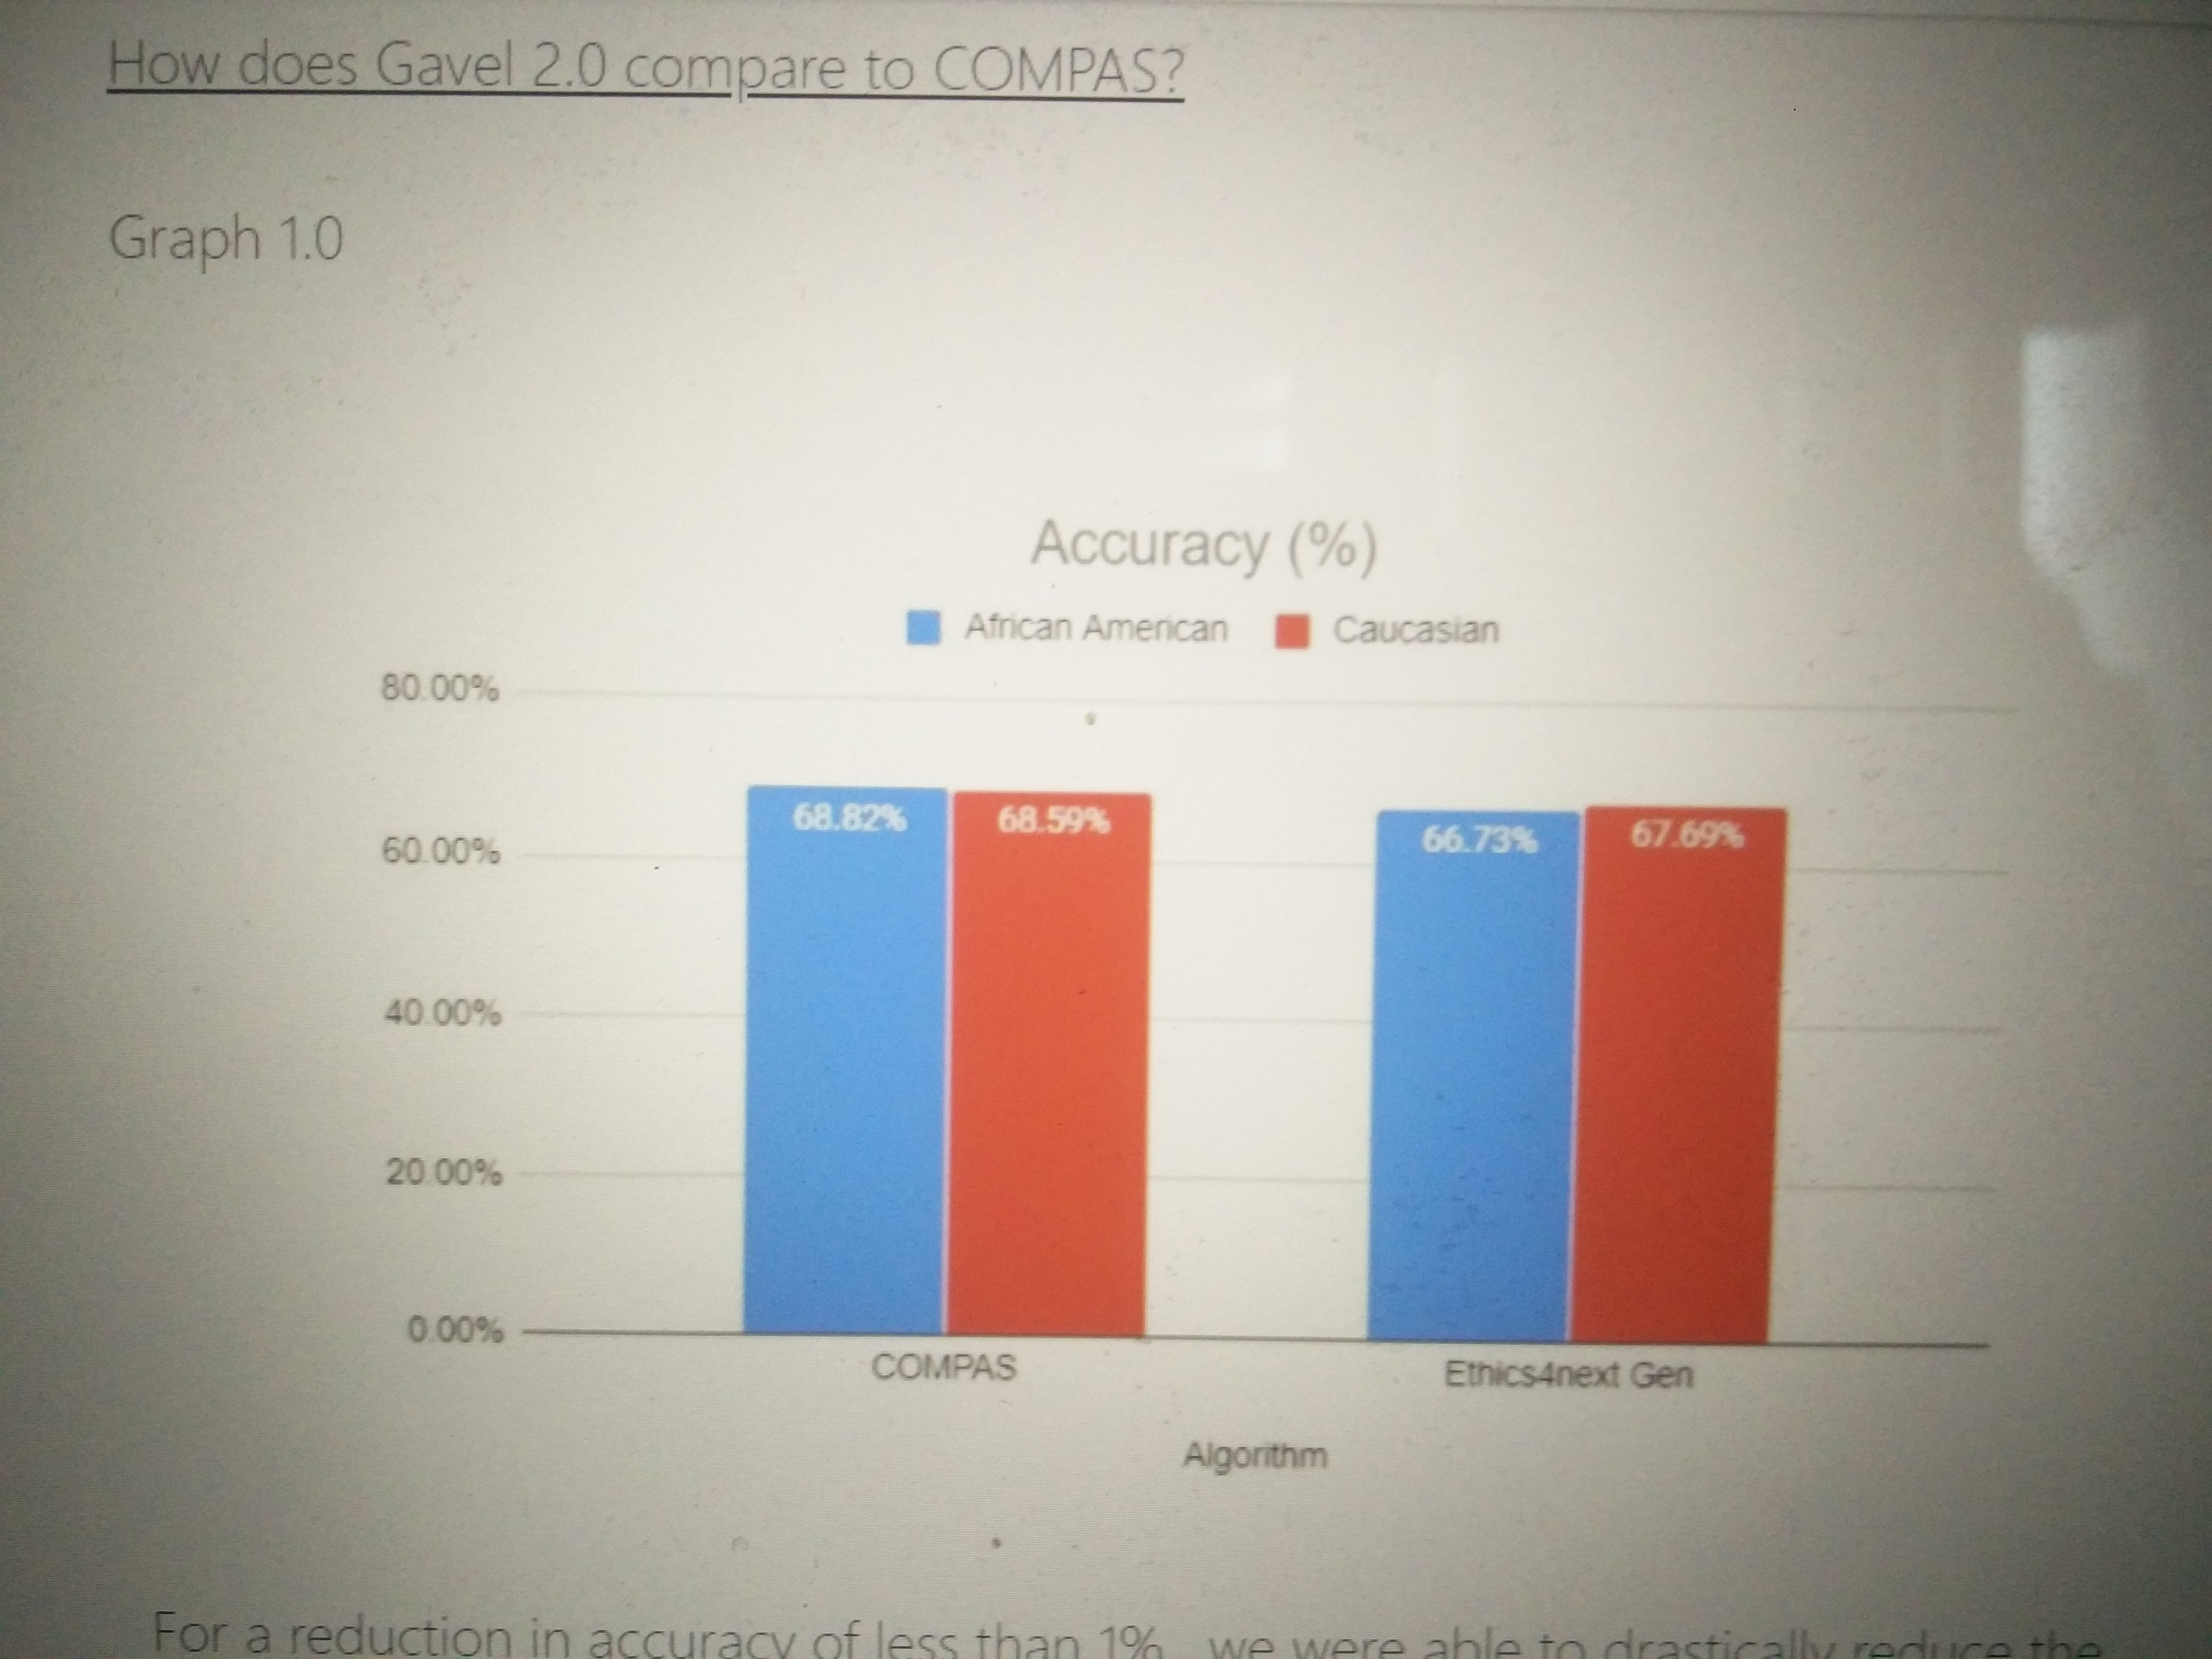 How does Gavel 2.0 compare to COMPAS?
Graph 1.0
Accuracy (%)
African American Caucasian
80.00%
68.82% 68.59% 66.73% 67.69%
60.00%
40.00%
20.00%
0.00%
COMPAS Ethics4next Gen
Algorithm
For a reduction in accuracy of less than 1% , we were able to drastically reduce the